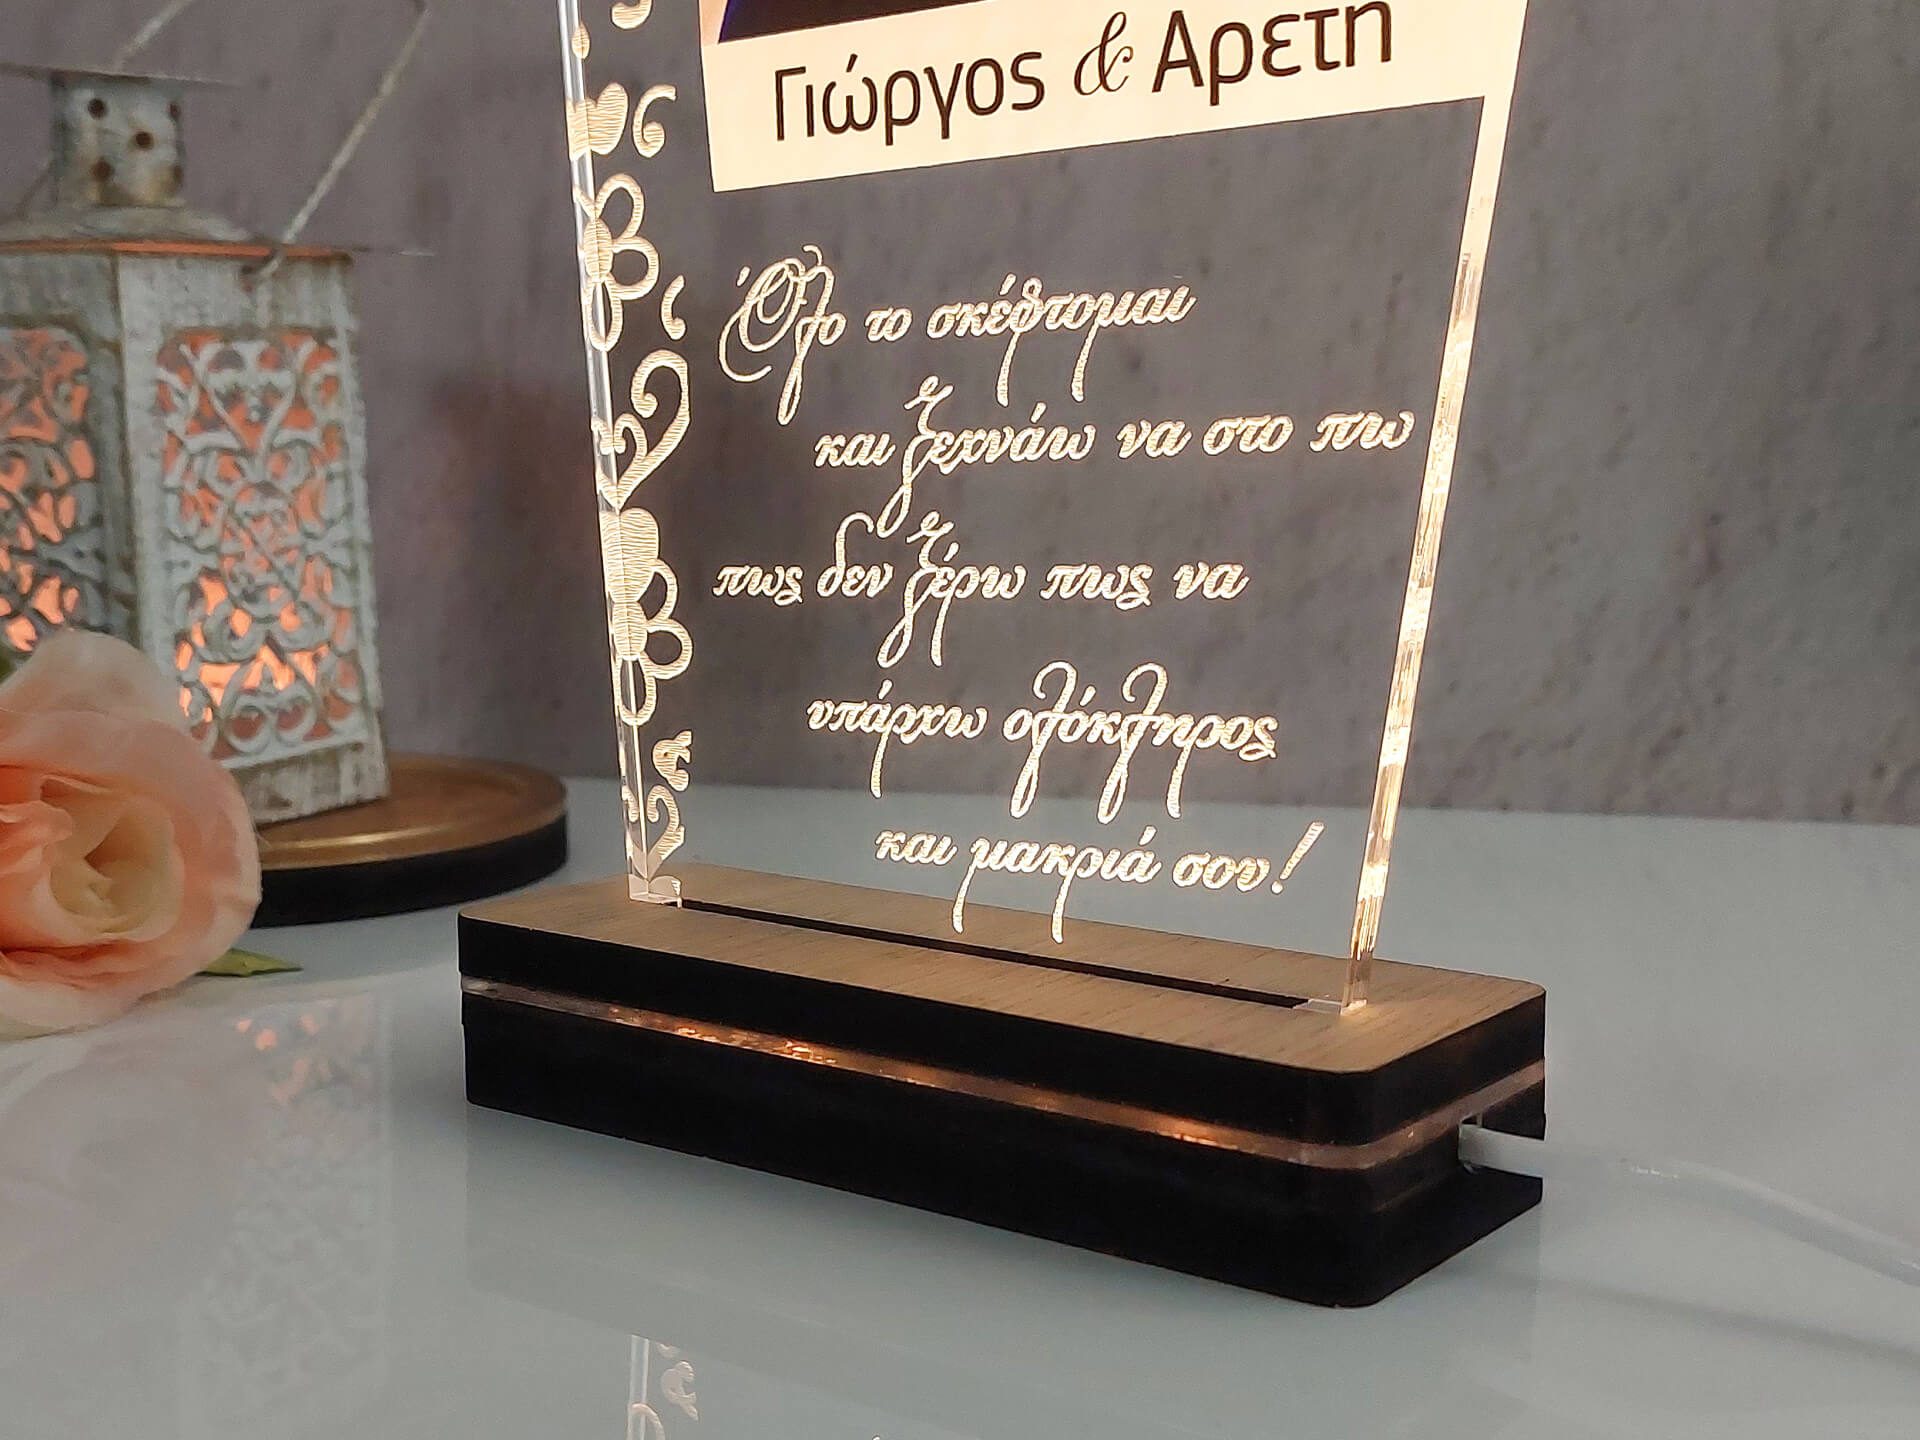 Γιώργος & Αρετή
Όλο το σκέφτομαι
και ξεχνάω να στο πω
πως δεν ξέρω πως να
υπάρχω ολόκληρος
και μακριά σου!